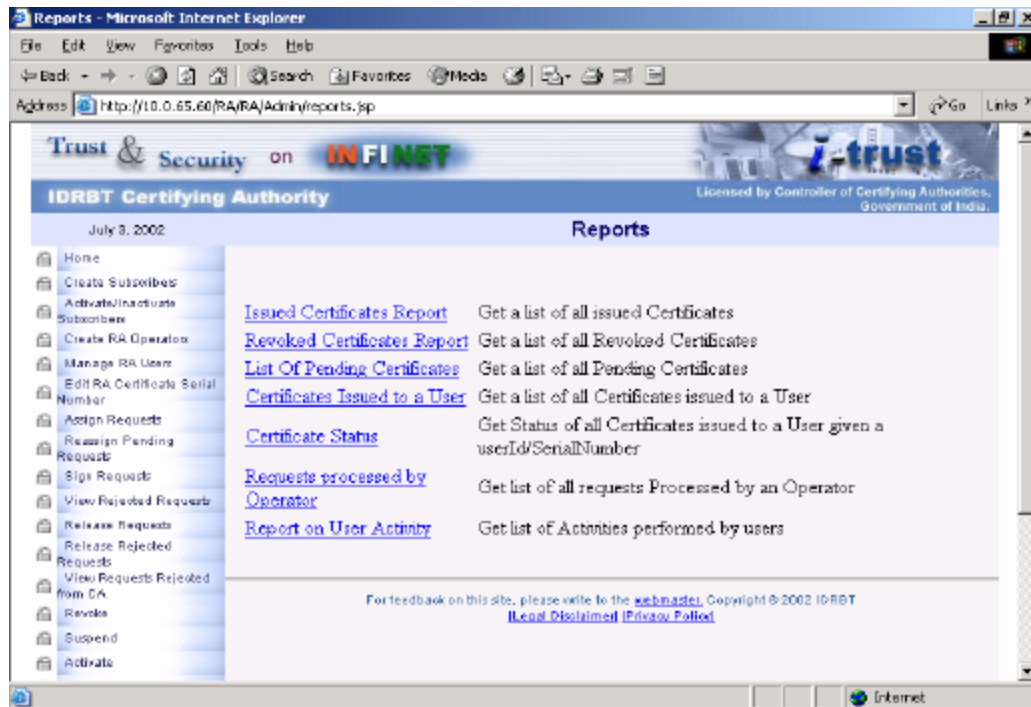 Reports - Microsoft Internet Explorer
File Edit View Favorites Tools Help
Back Search Favorites Media
Address http://10.0.65.60/RA/RA/Admin/reports.jsp Go Links
Trust & Security on INFINET
i-trust
IDRBT Certifying Authority
Licensed by Controller of Certifying Authorities,
Government of India.
July 3, 2002
Reports
Home
Create Subscribers
Activate/Inactivate
Subscribers
Create RA Operators
Manage RA Users
Edit RA Certificate Serial
Number
Assign Requests
Reassign Pending
Requests
Sign Requests
View Rejected Requests
Release Requests
Release Rejected
Requests
View Requests Rejected
from CA
Revoke
Suspend
Activate
Issued Certificates Report Get a list of all issued Certificates
Revoked Certificates Report Get a list of all Revoked Certificates
List Of Pending Certificates Get a list of all Pending Certificates
Certificates Issued to a User Get a list of all Certificates issued to a User
Certificate Status Get Status of all Certificates issued to a User given a
userId/SerialNumber
Requests processed by
Operator Get list of all requests Processed by an Operator
Report on User Activity Get list of Activities performed by users
For feedback on this site, please write to the webmaster. Copyright © 2002 IDRBT
[Legal Disclaimer] [Privacy Policy]
Internet